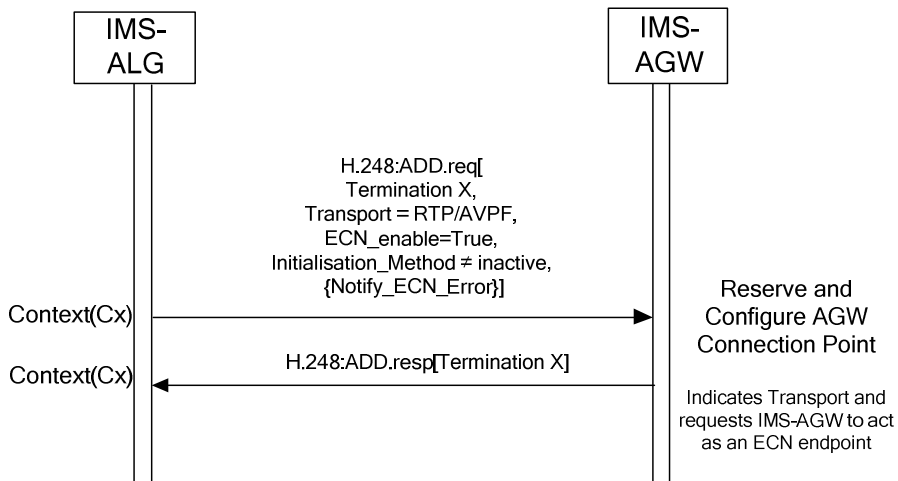 IMS-
ALG
IMS-
AGW
H.248:ADD.req[
Termination X,
Transport = RTP/AVPF,
ECN_enable=True,
Initialisation_Method ≠ inactive,
{Notify_ECN_Error}]
Context(Cx)
Reserve and
Configure AGW
Connection Point
H.248:ADD.resp[Termination X]
Context(Cx)
Indicates Transport and
requests IMS-AGW to act
as an ECN endpoint